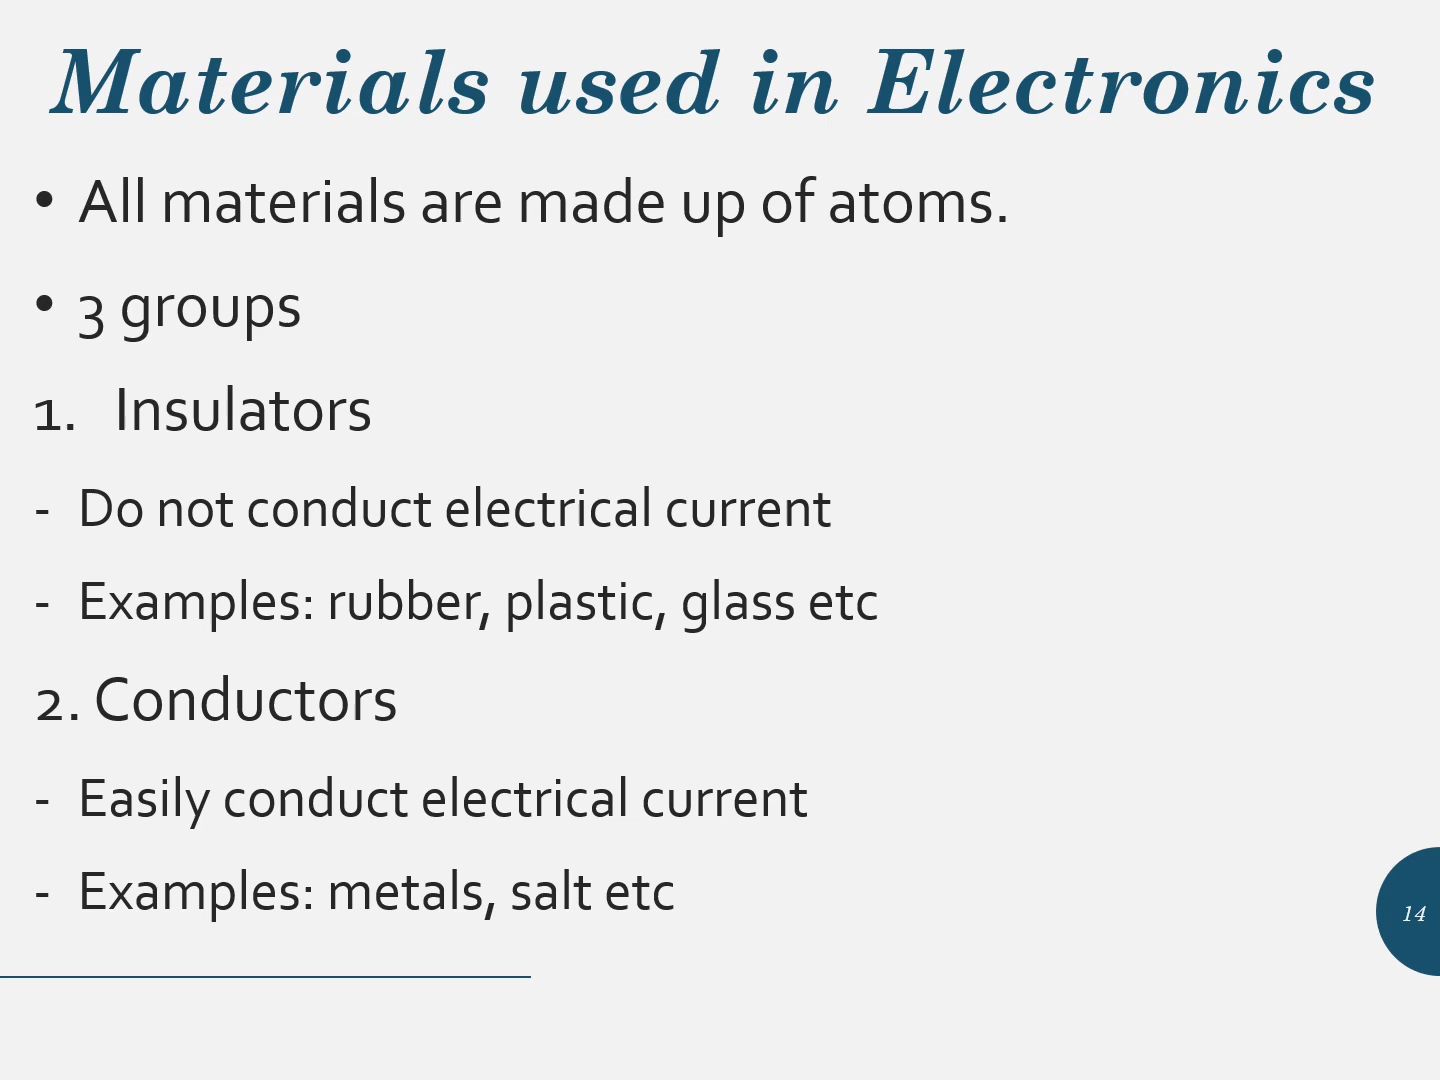 Materials used in Electronics
• All materials are made up of atoms.
• 3 groups
1. Insulators
- Do not conduct electrical current
- Examples: rubber, plastic, glass etc
2. Conductors
- Easily conduct electrical current
- Examples: metals, salt etc
14